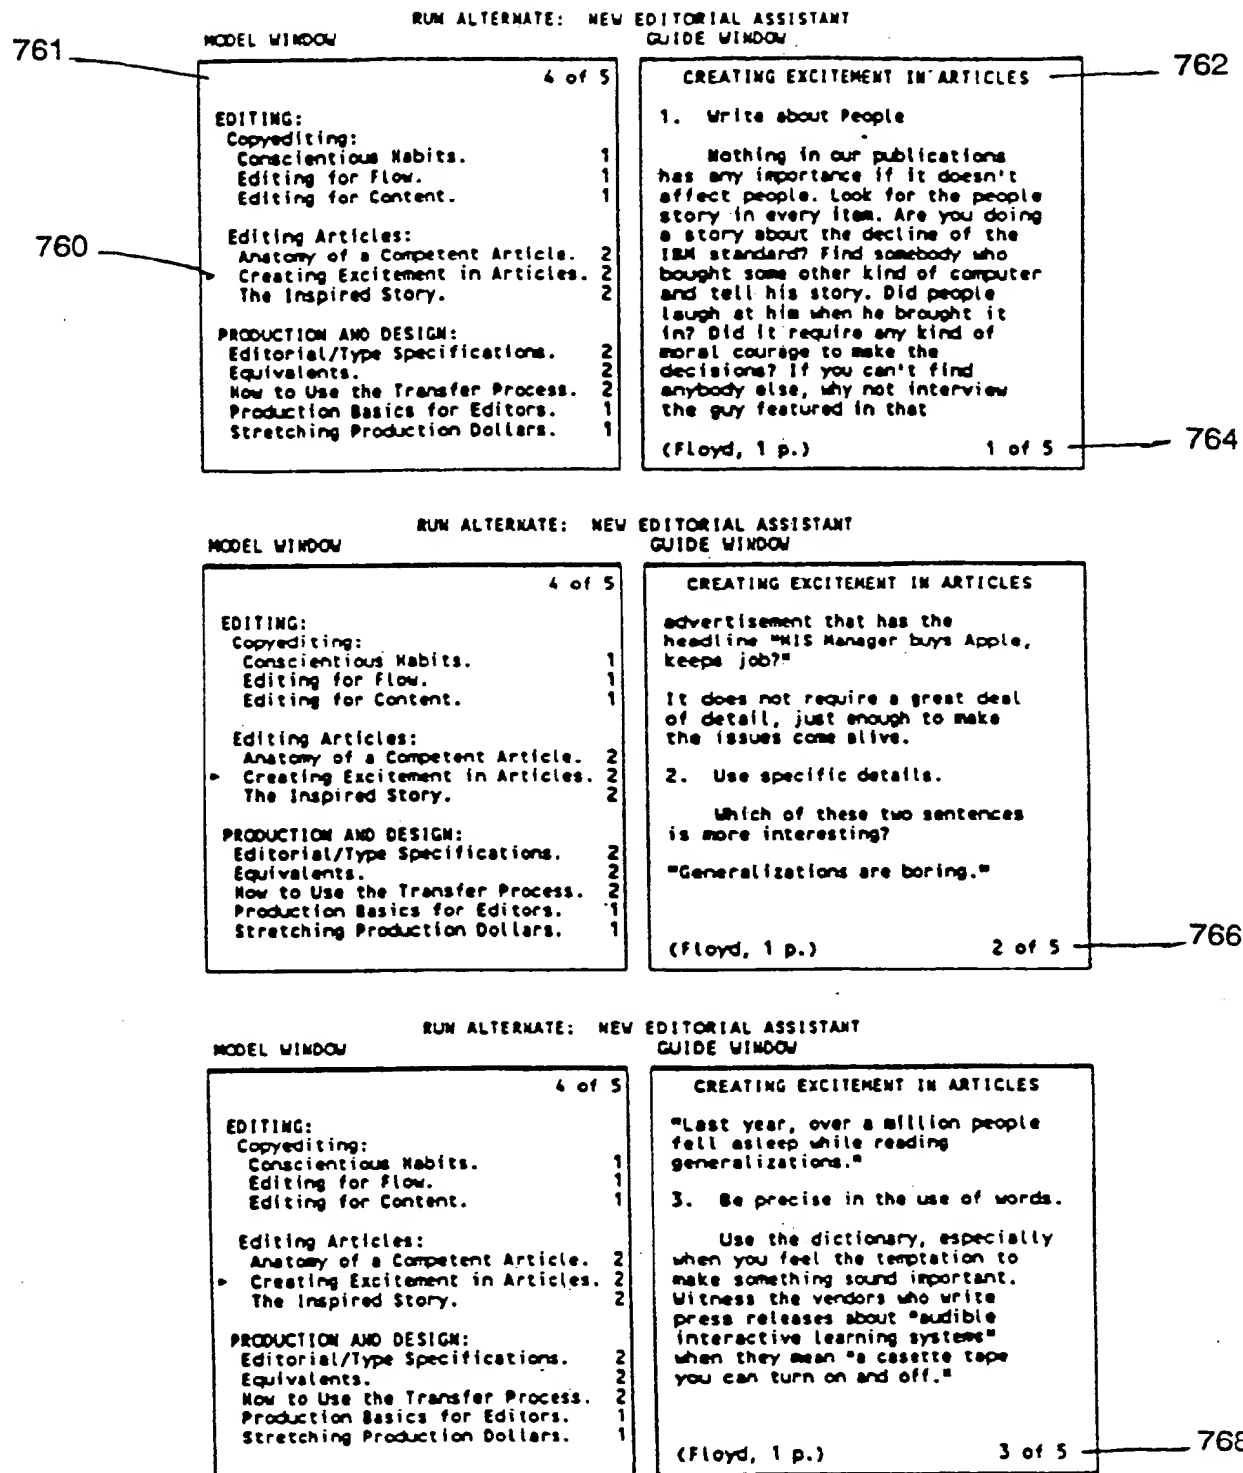 RUN ALTERNATE: NEW EDITORIAL ASSISTANT
MODEL WINDOW
GUIDE WINDOW
761
4 of 5
EDITING:
Copyediting:
Conscientious Habits. 1
Editing for Flow. 1
Editing for Content. 1
760
Editing Articles:
Anatomy of a Competent Article. 2
▸ Creating Excitement in Articles. 2
The Inspired Story. 2
PRODUCTION AND DESIGN:
Editorial/Type Specifications. 2
Equivalents. 2
How to Use the Transfer Process. 2
Production Basics for Editors. 1
Stretching Production Dollars. 1
CREATING EXCITEMENT IN ARTICLES
762
1. Write about People
Nothing in our publications
has any importance if it doesn't
affect people. Look for the people
story in every item. Are you doing
a story about the decline of the
IBM standard? Find somebody who
bought some other kind of computer
and tell his story. Did people
laugh at him when he brought it
in? Did it require any kind of
moral courage to make the
decisions? If you can't find
anybody else, why not interview
the guy featured in that
(Floyd, 1 p.) 1 of 5
764
RUN ALTERNATE: NEW EDITORIAL ASSISTANT
MODEL WINDOW
GUIDE WINDOW
4 of 5
EDITING:
Copyediting:
Conscientious Habits. 1
Editing for Flow. 1
Editing for Content. 1
Editing Articles:
Anatomy of a Competent Article. 2
▸ Creating Excitement in Articles. 2
The Inspired Story. 2
PRODUCTION AND DESIGN:
Editorial/Type Specifications. 2
Equivalents. 2
How to Use the Transfer Process. 2
Production Basics for Editors. 1
Stretching Production Dollars. 1
CREATING EXCITEMENT IN ARTICLES
advertisement that has the
headline "MIS Manager buys Apple,
keeps job?"
It does not require a great deal
of detail, just enough to make
the issues come alive.
2. Use specific details.
Which of these two sentences
is more interesting?
"Generalizations are boring."
(Floyd, 1 p.) 2 of 5
766
RUN ALTERNATE: NEW EDITORIAL ASSISTANT
MODEL WINDOW
GUIDE WINDOW
4 of 5
EDITING:
Copyediting:
Conscientious Habits. 1
Editing for Flow. 1
Editing for Content. 1
Editing Articles:
Anatomy of a Competent Article. 2
▸ Creating Excitement in Articles. 2
The Inspired Story. 2
PRODUCTION AND DESIGN:
Editorial/Type Specifications. 2
Equivalents. 2
How to Use the Transfer Process. 2
Production Basics for Editors. 1
Stretching Production Dollars. 1
CREATING EXCITEMENT IN ARTICLES
"Last year, over a million people
fell asleep while reading
generalizations."
3. Be precise in the use of words.
Use the dictionary, especially
when you feel the temptation to
make something sound important.
Witness the vendors who write
press releases about "audible
interactive learning systems"
when they mean "a casette tape
you can turn on and off."
(Floyd, 1 p.) 3 of 5
768